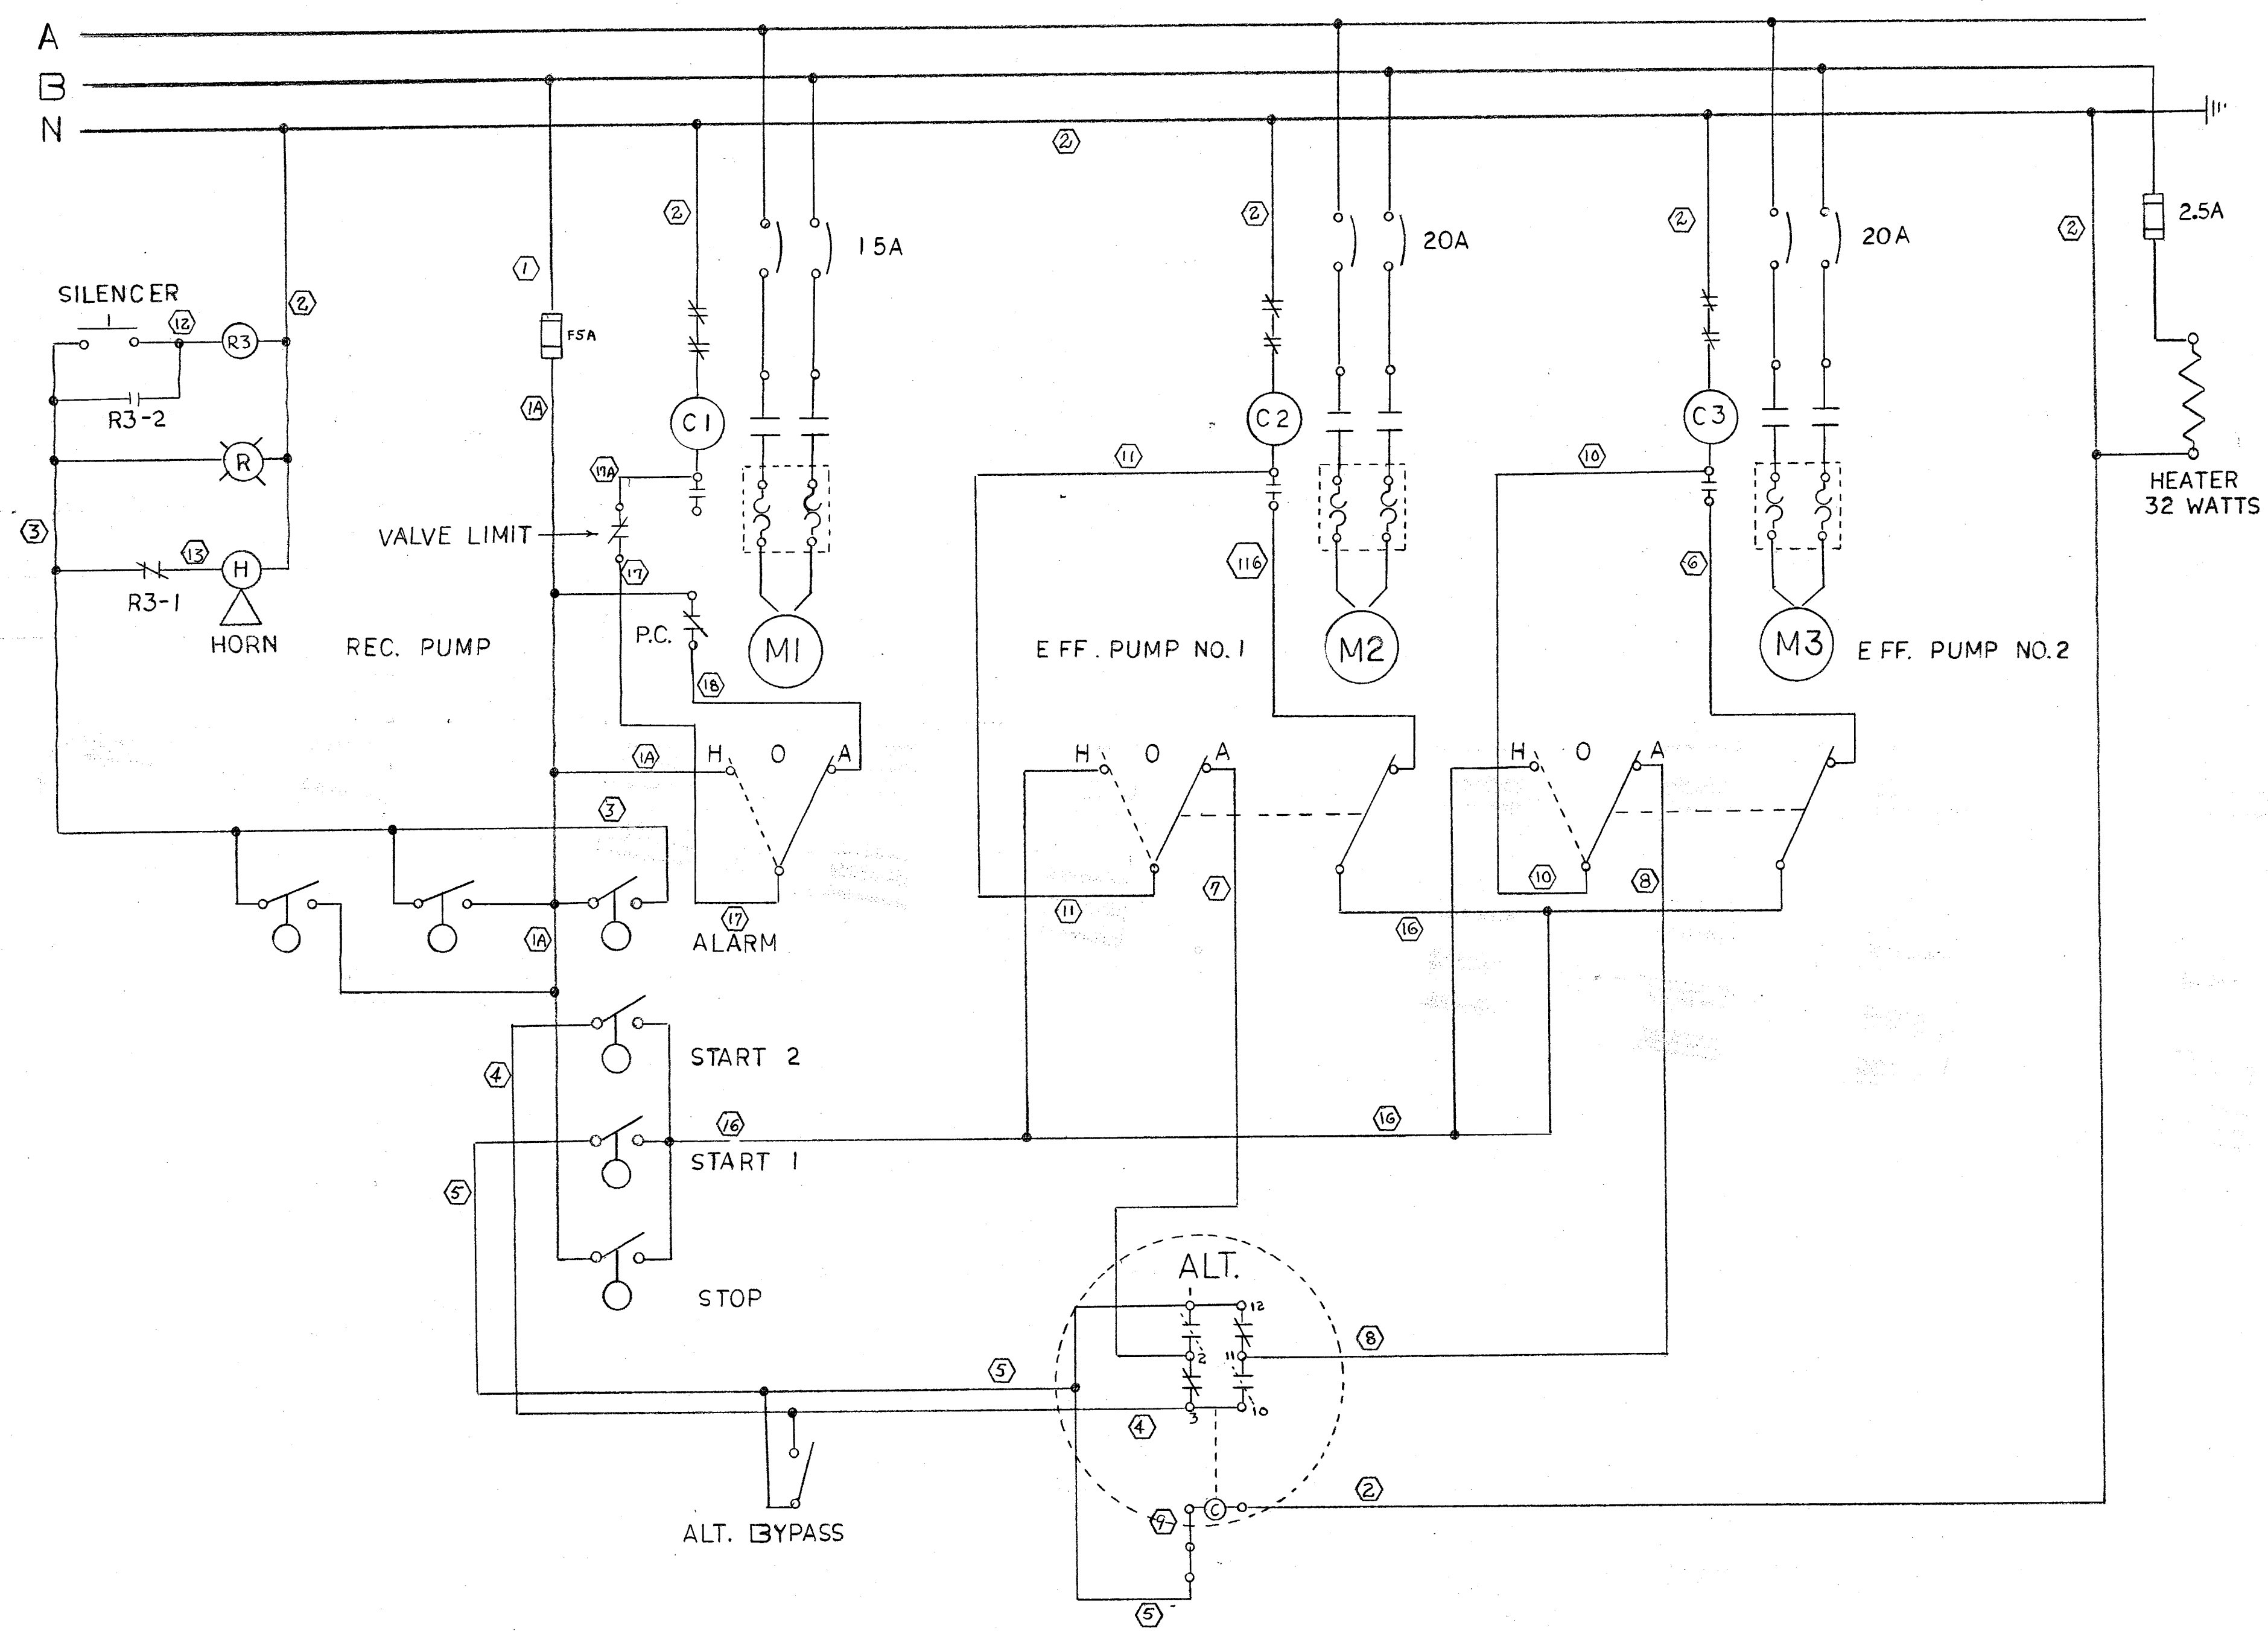 A
B
N
2
2
2
2
2
2.5A
15A
20A
20A
1
SILENCER
12
2
R3
F5A
R3-2
1A
C1
C2
C3
R
11
10
17A
HEATER
32 WATTS
3
VALVE LIMIT
13
H
17
116
6
R3-1
HORN
REC. PUMP
P.C.
M1
EFF. PUMP NO.1
M2
M3
EFF. PUMP NO.2
18
1A
H O A
H O A
H O A
3
7
10
8
17
11
16
1A
ALARM
START 2
4
16
16
START 1
5
STOP
ALT.
1
12
8
2
11
5
3
10
4
2
C
9
ALT. BYPASS
5